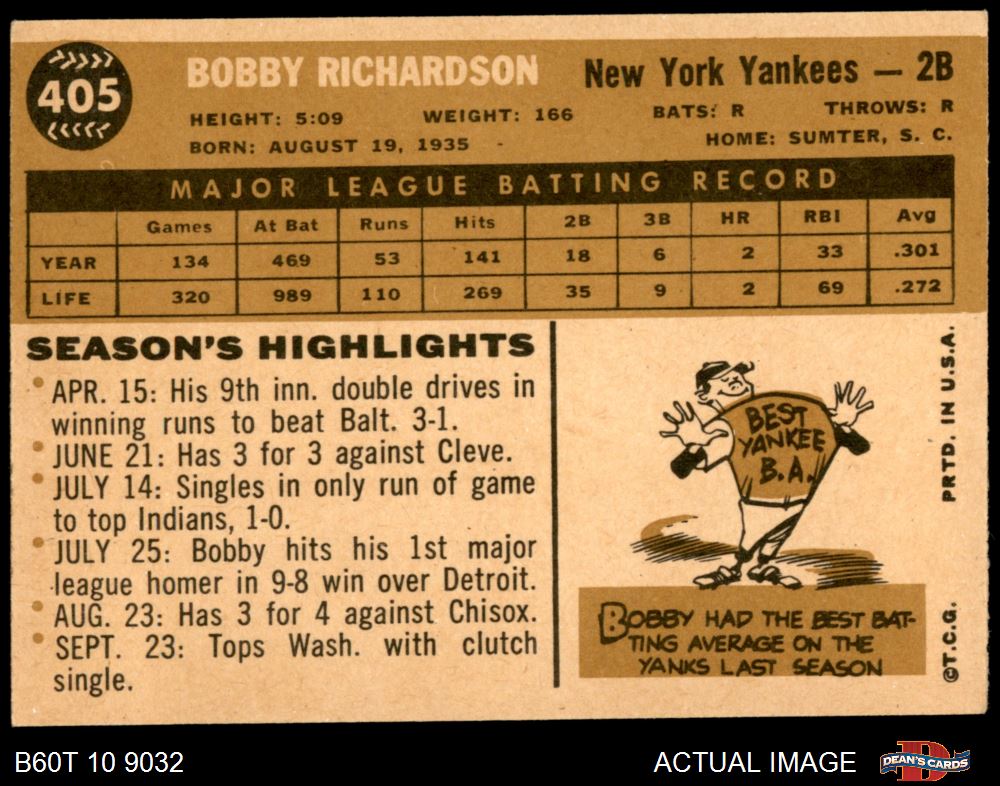 405
BOBBY RICHARDSON New York Yankees — 2B
HEIGHT: 5:09 WEIGHT: 166 BATS: R THROWS: R
BORN: AUGUST 19, 1935 HOME: SUMTER, S. C.
MAJOR LEAGUE BATTING RECORD
Games At Bat Runs Hits 2B 3B HR RBI Avg
YEAR 134 469 53 141 18 6 2 33 .301
LIFE 320 989 110 269 35 9 2 69 .272
SEASON'S HIGHLIGHTS
• APR. 15: His 9th inn. double drives in
winning runs to beat Balt. 3-1.
• JUNE 21: Has 3 for 3 against Cleve.
• JULY 14: Singles in only run of game
to top Indians, 1-0.
• JULY 25: Bobby hits his 1st major
league homer in 9-8 win over Detroit.
• AUG. 23: Has 3 for 4 against Chisox.
• SEPT. 23: Tops Wash. with clutch
single.
BEST
YANKEE
B.A.
BOBBY HAD THE BEST BAT-
TING AVERAGE ON THE
YANKS LAST SEASON
©T.C.G. PRTD. IN U.S.A.
B60T 10 9032 ACTUAL IMAGE
D
DEAN'S CARDS